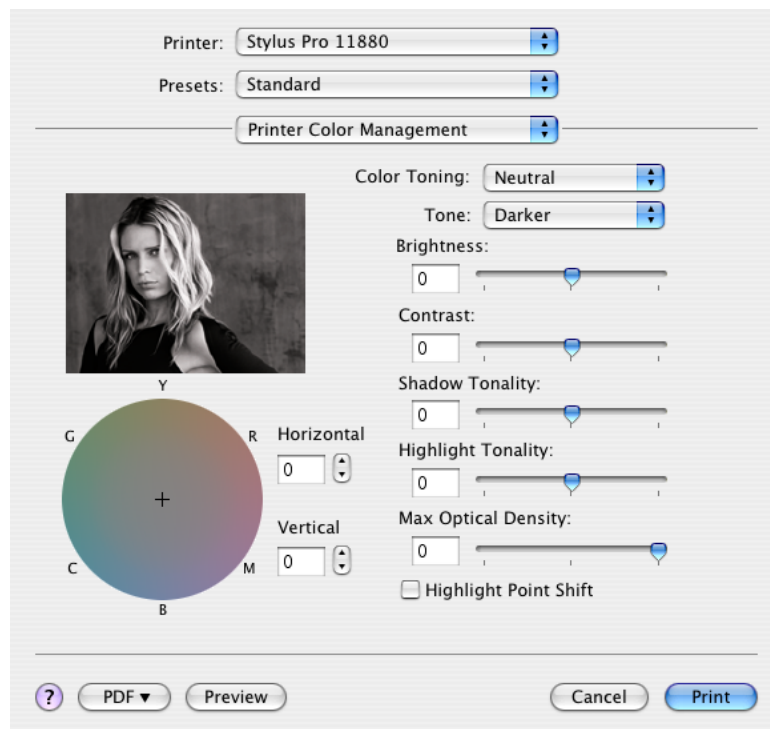 Printer: Stylus Pro 11880
Presets: Standard
Printer Color Management
Color Toning: Neutral
Tone: Darker
Brightness:
0
Contrast:
0
Shadow Tonality:
0
Highlight Tonality:
0
Max Optical Density:
0
Highlight Point Shift
Y
G
R
C
M
B
Horizontal
0
Vertical
0
?
PDF ▼
Preview
Cancel
Print